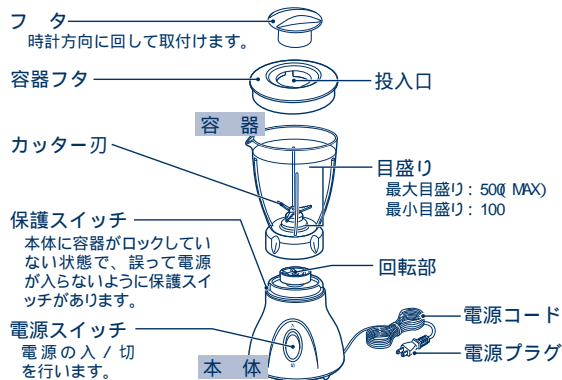 フ　タ
時計方向に回して取付けます。
容器フタ
投入口
容　器
カッター刃
目盛り
最大目盛り：500( MAX)
最小目盛り：100
保護スイッチ
本体に容器がロックしてい
ない状態で、誤って電源
が入らないように保護スイ
ッチがあります。
回転部
電源コード
電源スイッチ
電源の入 / 切
を行います。
電源プラグ
本　体